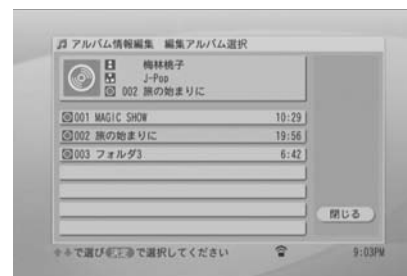 アルバム情報編集 編集アルバム選択
梅林桃子
J-Pop
002 旅の始まりに
001 MAGIC SHOW 10:29
002 旅の始まりに 19:56
003 フォルダ3 6:42
閉じる
で選び 決定 で選択してください 9:03PM